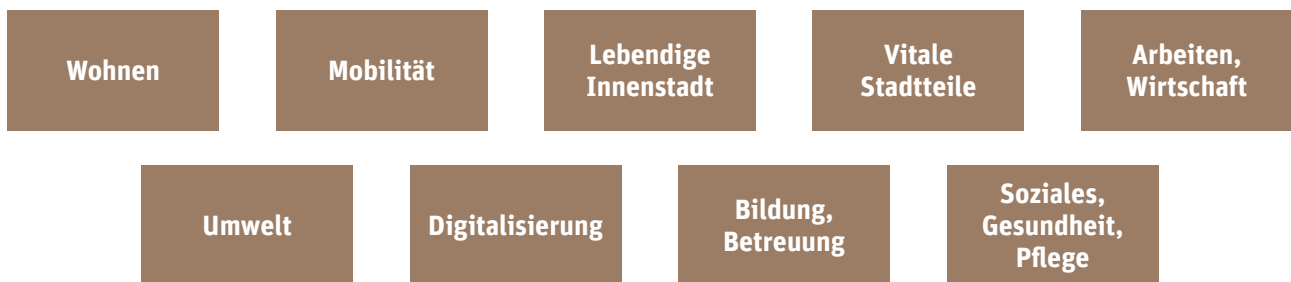 Wohnen
Mobilität
Lebendige
Innenstadt
Vitale
Stadtteile
Arbeiten,
Wirtschaft
Umwelt
Digitalisierung
Bildung,
Betreuung
Soziales,
Gesundheit,
Pflege